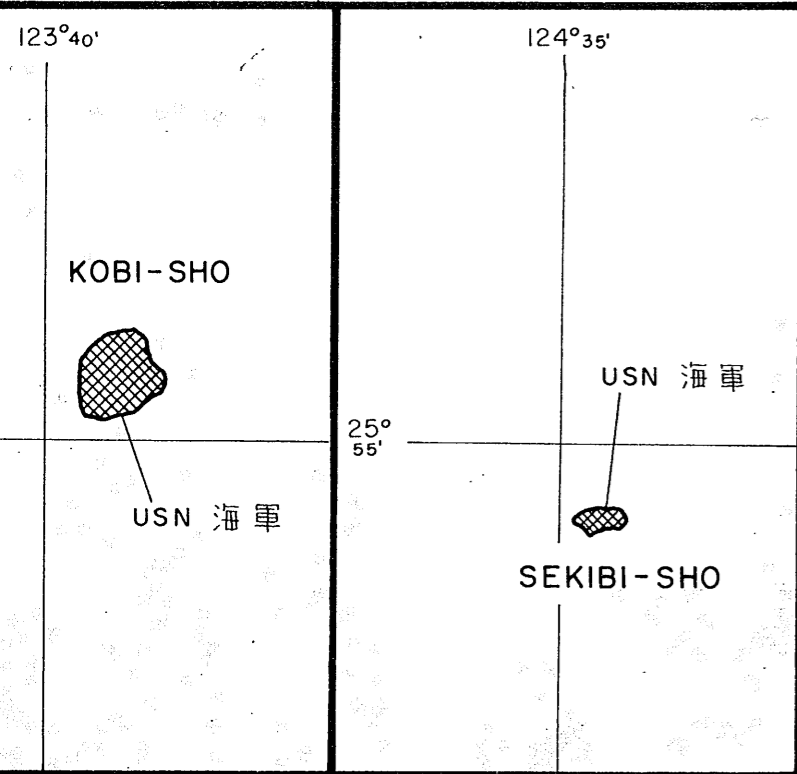 123°40'
KOBI-SHO
USN 海軍
124°35'
USN 海軍
25°
55'
SEKIBI-SHO